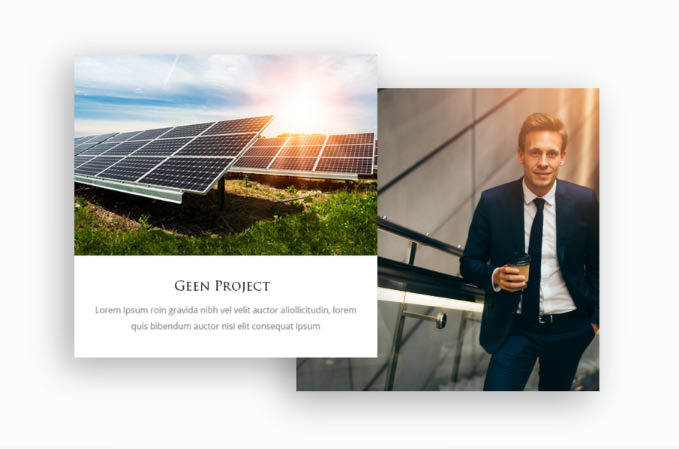 Geen Project
Lorem Ipsum roin gravida nibh vel velit auctor aliollicitudin, lorem
quis bibendum auctor nisi elit consequat ipsum